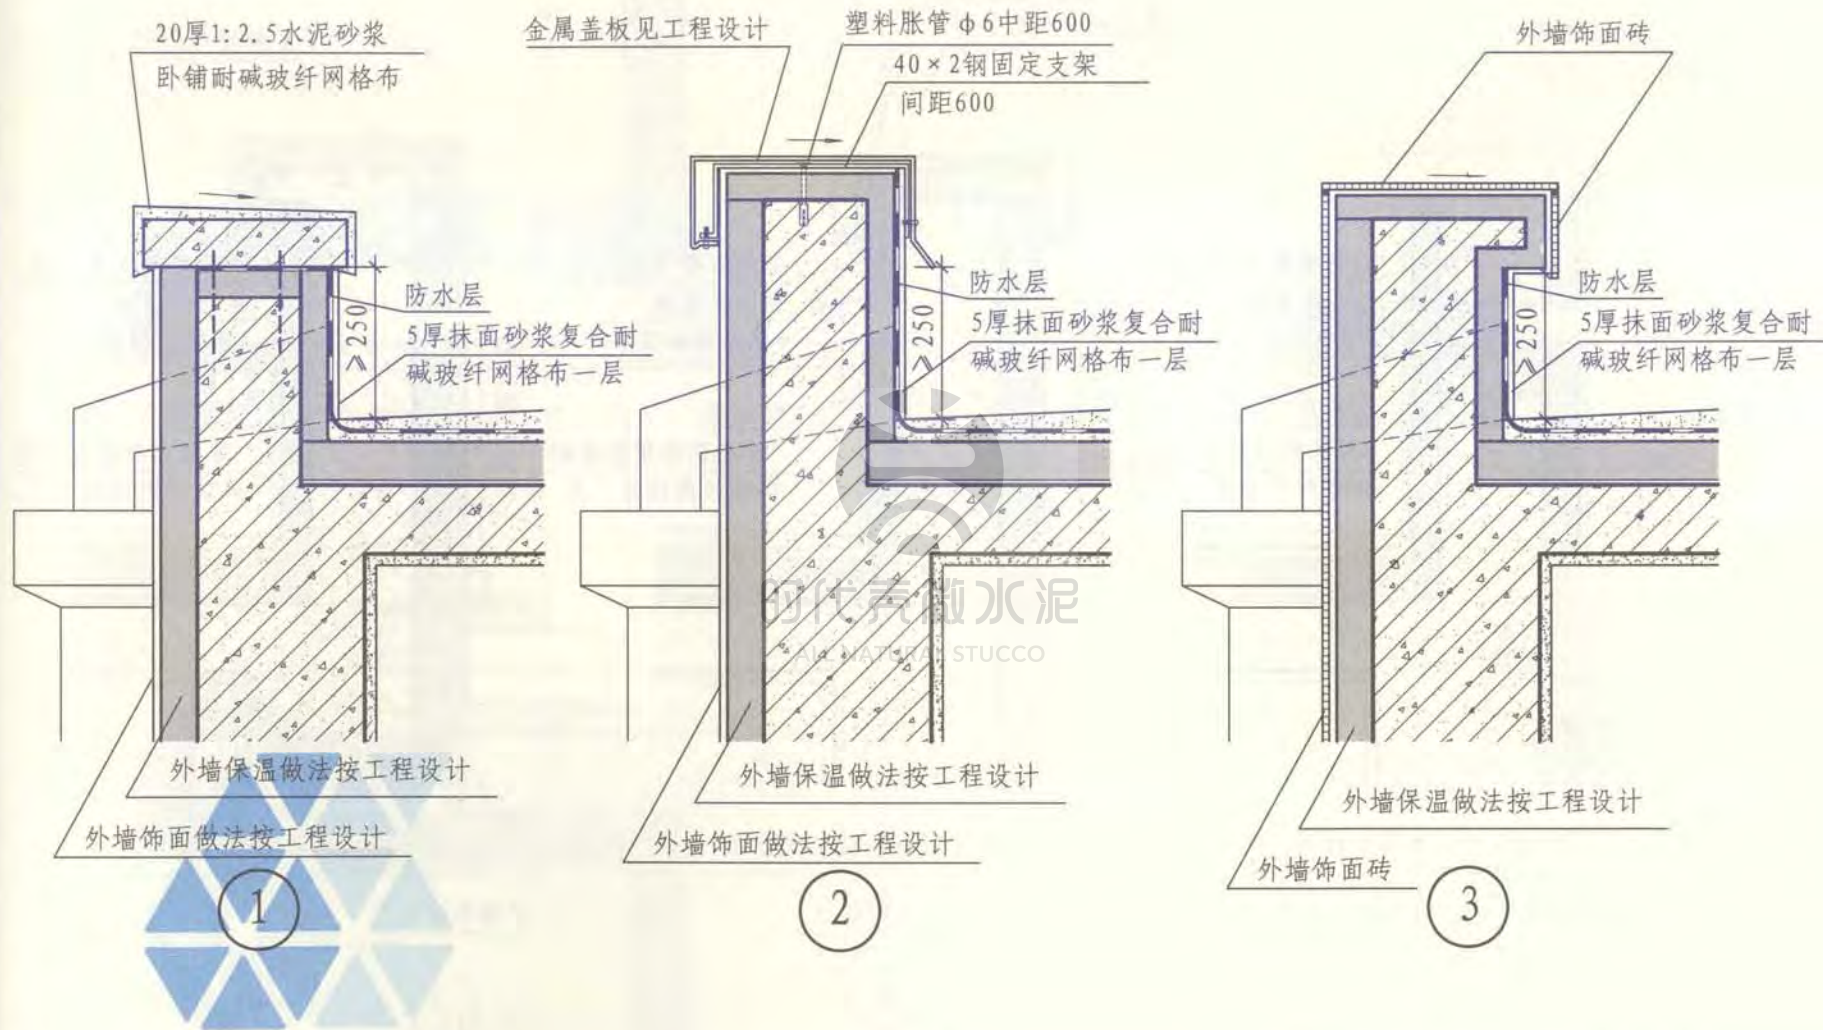 20厚1:2.5水泥砂浆
卧铺耐碱玻纤网格布
防水层
≥250
5厚抹面砂浆复合耐
碱玻纤网格布一层
外墙保温做法按工程设计
外墙饰面做法按工程设计
1
金属盖板见工程设计
塑料胀管φ6中距600
40×2钢固定支架
间距600
防水层
≥250
5厚抹面砂浆复合耐
碱玻纤网格布一层
外墙保温做法按工程设计
外墙饰面做法按工程设计
2
外墙饰面砖
防水层
≥250
5厚抹面砂浆复合耐
碱玻纤网格布一层
外墙保温做法按工程设计
外墙饰面砖
3
时代壳微水泥
ALL NATURAL STUCCO